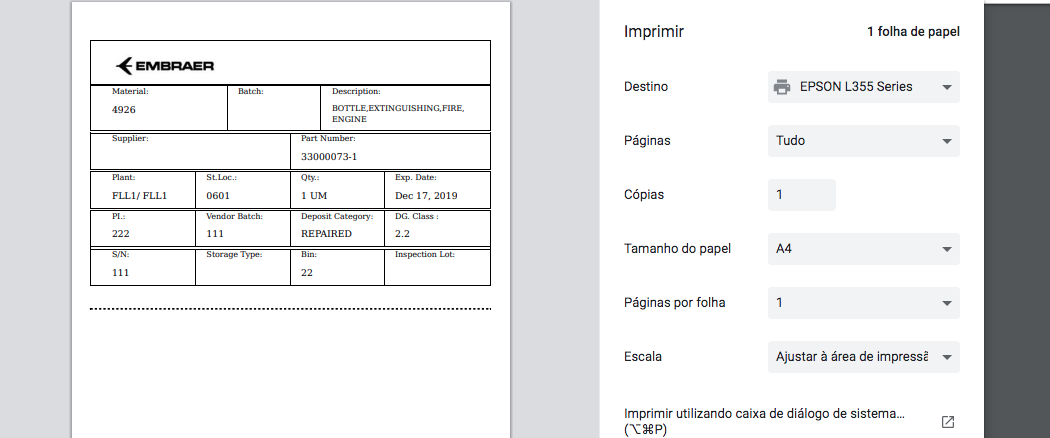 EMBRAER
Material:
4926
Batch:
Description:
BOTTLE,EXTINGUISHING,FIRE,
ENGINE
Supplier:
Part Number:
33000073-1
Plant:
FLL1/ FLL1
St.Loc.:
0601
Qty.:
1 UM
Exp. Date:
Dec 17, 2019
PI.:
222
Vendor Batch:
111
Deposit Category:
REPAIRED
DG. Class :
2.2
S/N:
111
Storage Type:
Bin:
22
Inspection Lot:
Imprimir
1 folha de papel
Destino
EPSON L355 Series
Páginas
Tudo
Cópias
1
Tamanho do papel
A4
Páginas por folha
1
Escala
Ajustar à área de impressã
Imprimir utilizando caixa de diálogo de sistema...
(⌥⌘P)